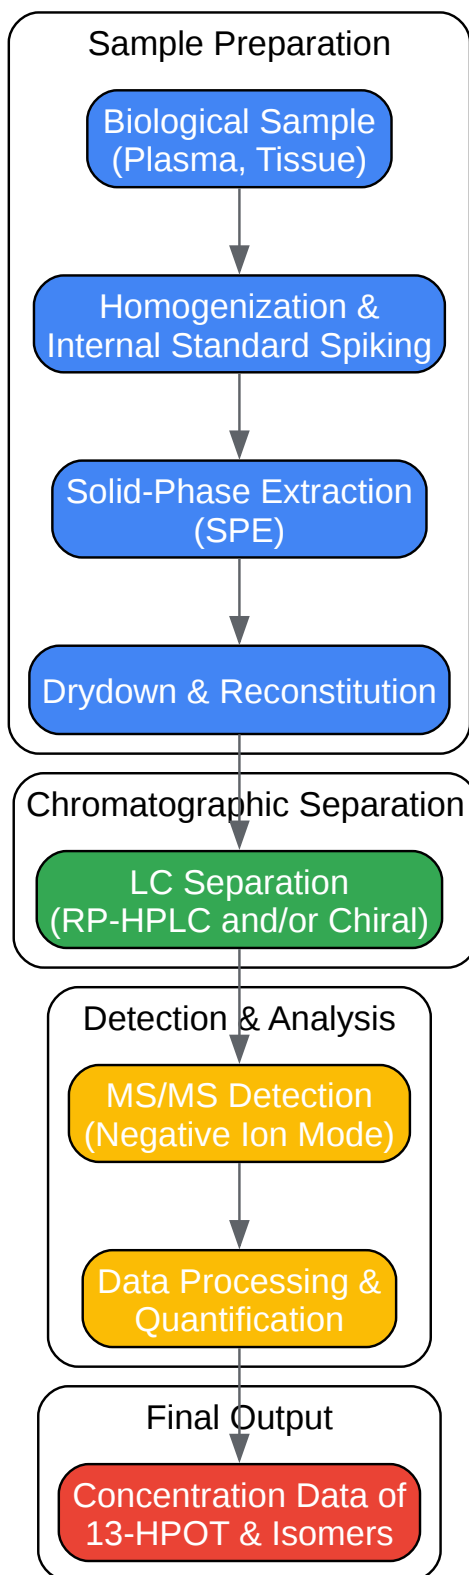 Sample Preparation
Biological Sample
(Plasma, Tissue)
Homogenization &
Internal Standard Spiking
Solid-Phase Extraction
(SPE)
Drydown & Reconstitution
Chromatographic Separation
LC Separation
(RP-HPLC and/or Chiral)
Detection & Analysis
MS/MS Detection
(Negative Ion Mode)
Data Processing &
Quantification
Final Output
Concentration Data of
13-HPOT & Isomers